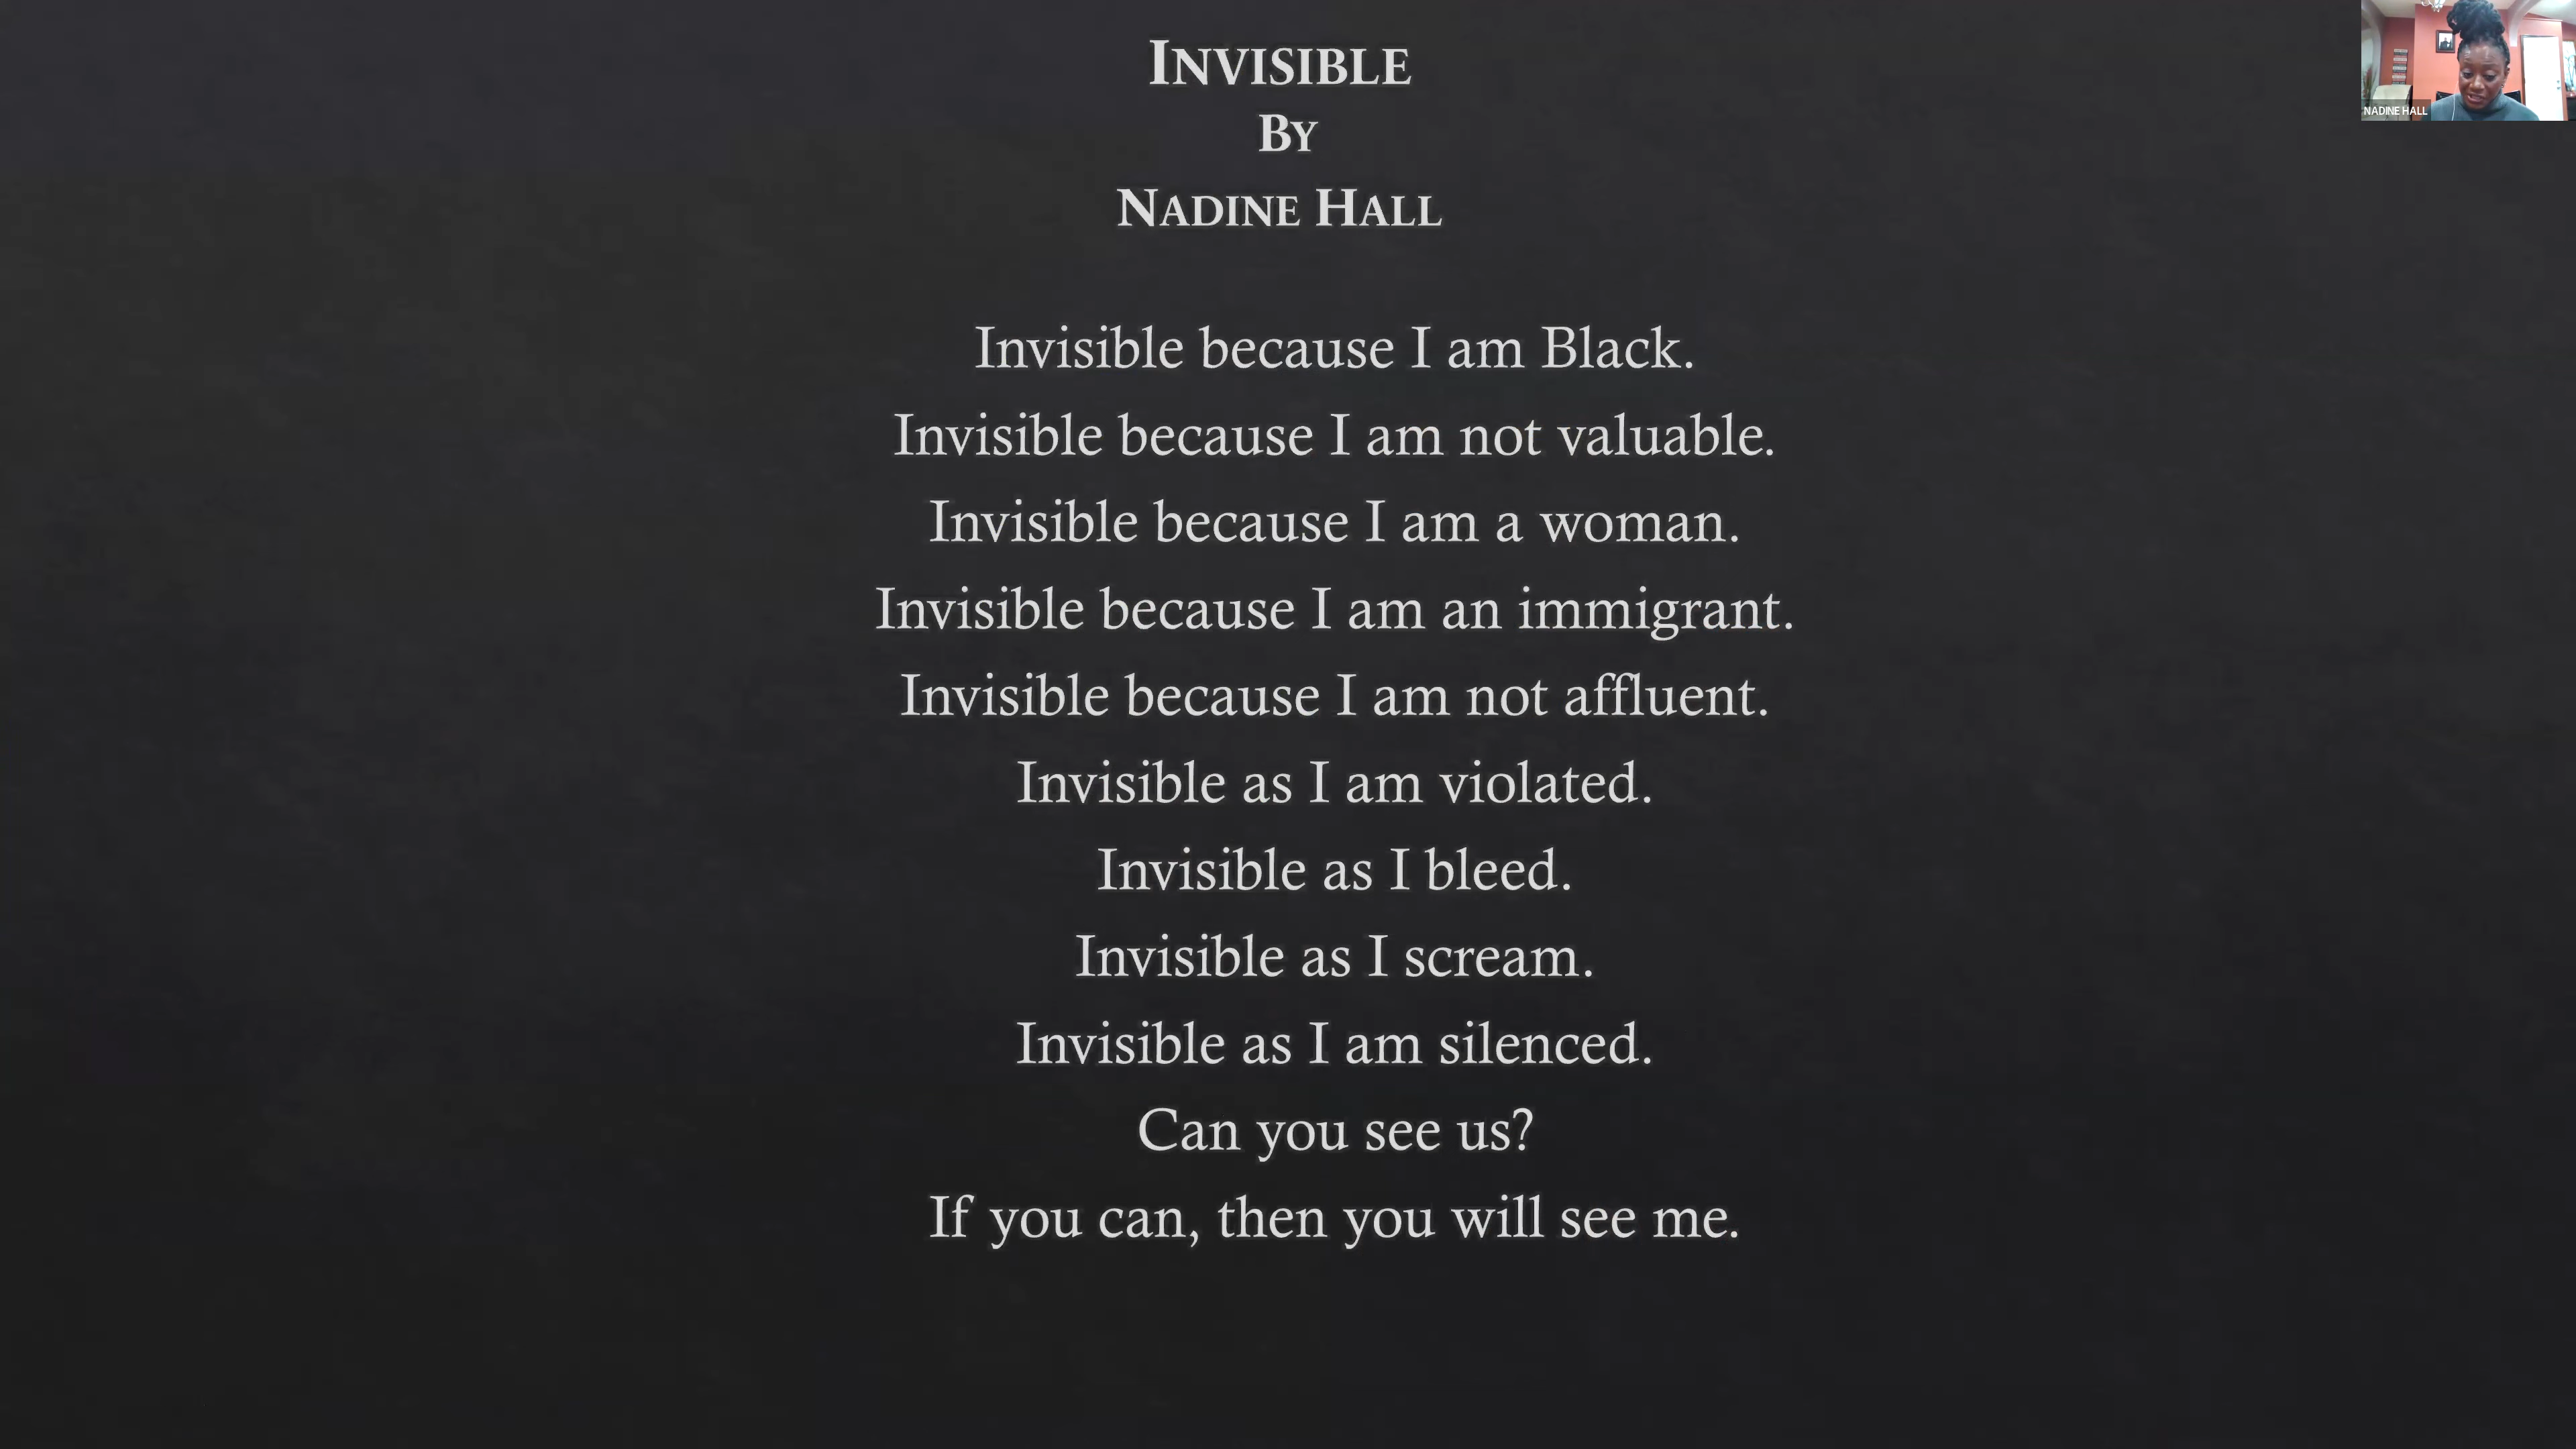 INVISIBLE
BY
NADINE HALL
NADINE HALL
Invisible because I am Black.
Invisible because I am not valuable.
Invisible because I am a woman.
Invisible because I am an immigrant.
Invisible because I am not affluent.
Invisible as I am violated.
Invisible as I bleed.
Invisible as I scream.
Invisible as I am silenced.
Can you see us?
If you can, then you will see me.